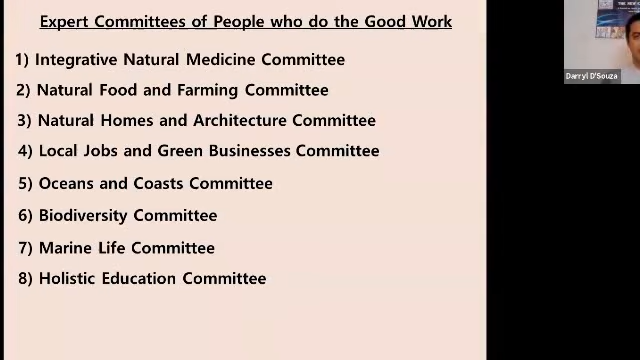 Expert Committees of People who do the Good Work
1) Integrative Natural Medicine Committee
2) Natural Food and Farming Committee
3) Natural Homes and Architecture Committee
4) Local Jobs and Green Businesses Committee
5) Oceans and Coasts Committee
6) Biodiversity Committee
7) Marine Life Committee
8) Holistic Education Committee
Darryl D'Souza